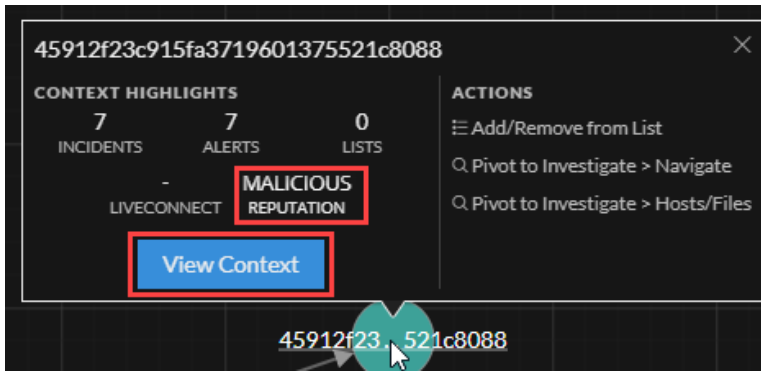 45912f23c915fa3719601375521c8088
CONTEXT HIGHLIGHTS
7 7 0
INCIDENTS ALERTS LISTS
- MALICIOUS
LIVECONNECT REPUTATION
View Context
ACTIONS
Add/Remove from List
Pivot to Investigate > Navigate
Pivot to Investigate > Hosts/Files
45912f23... 521c8088